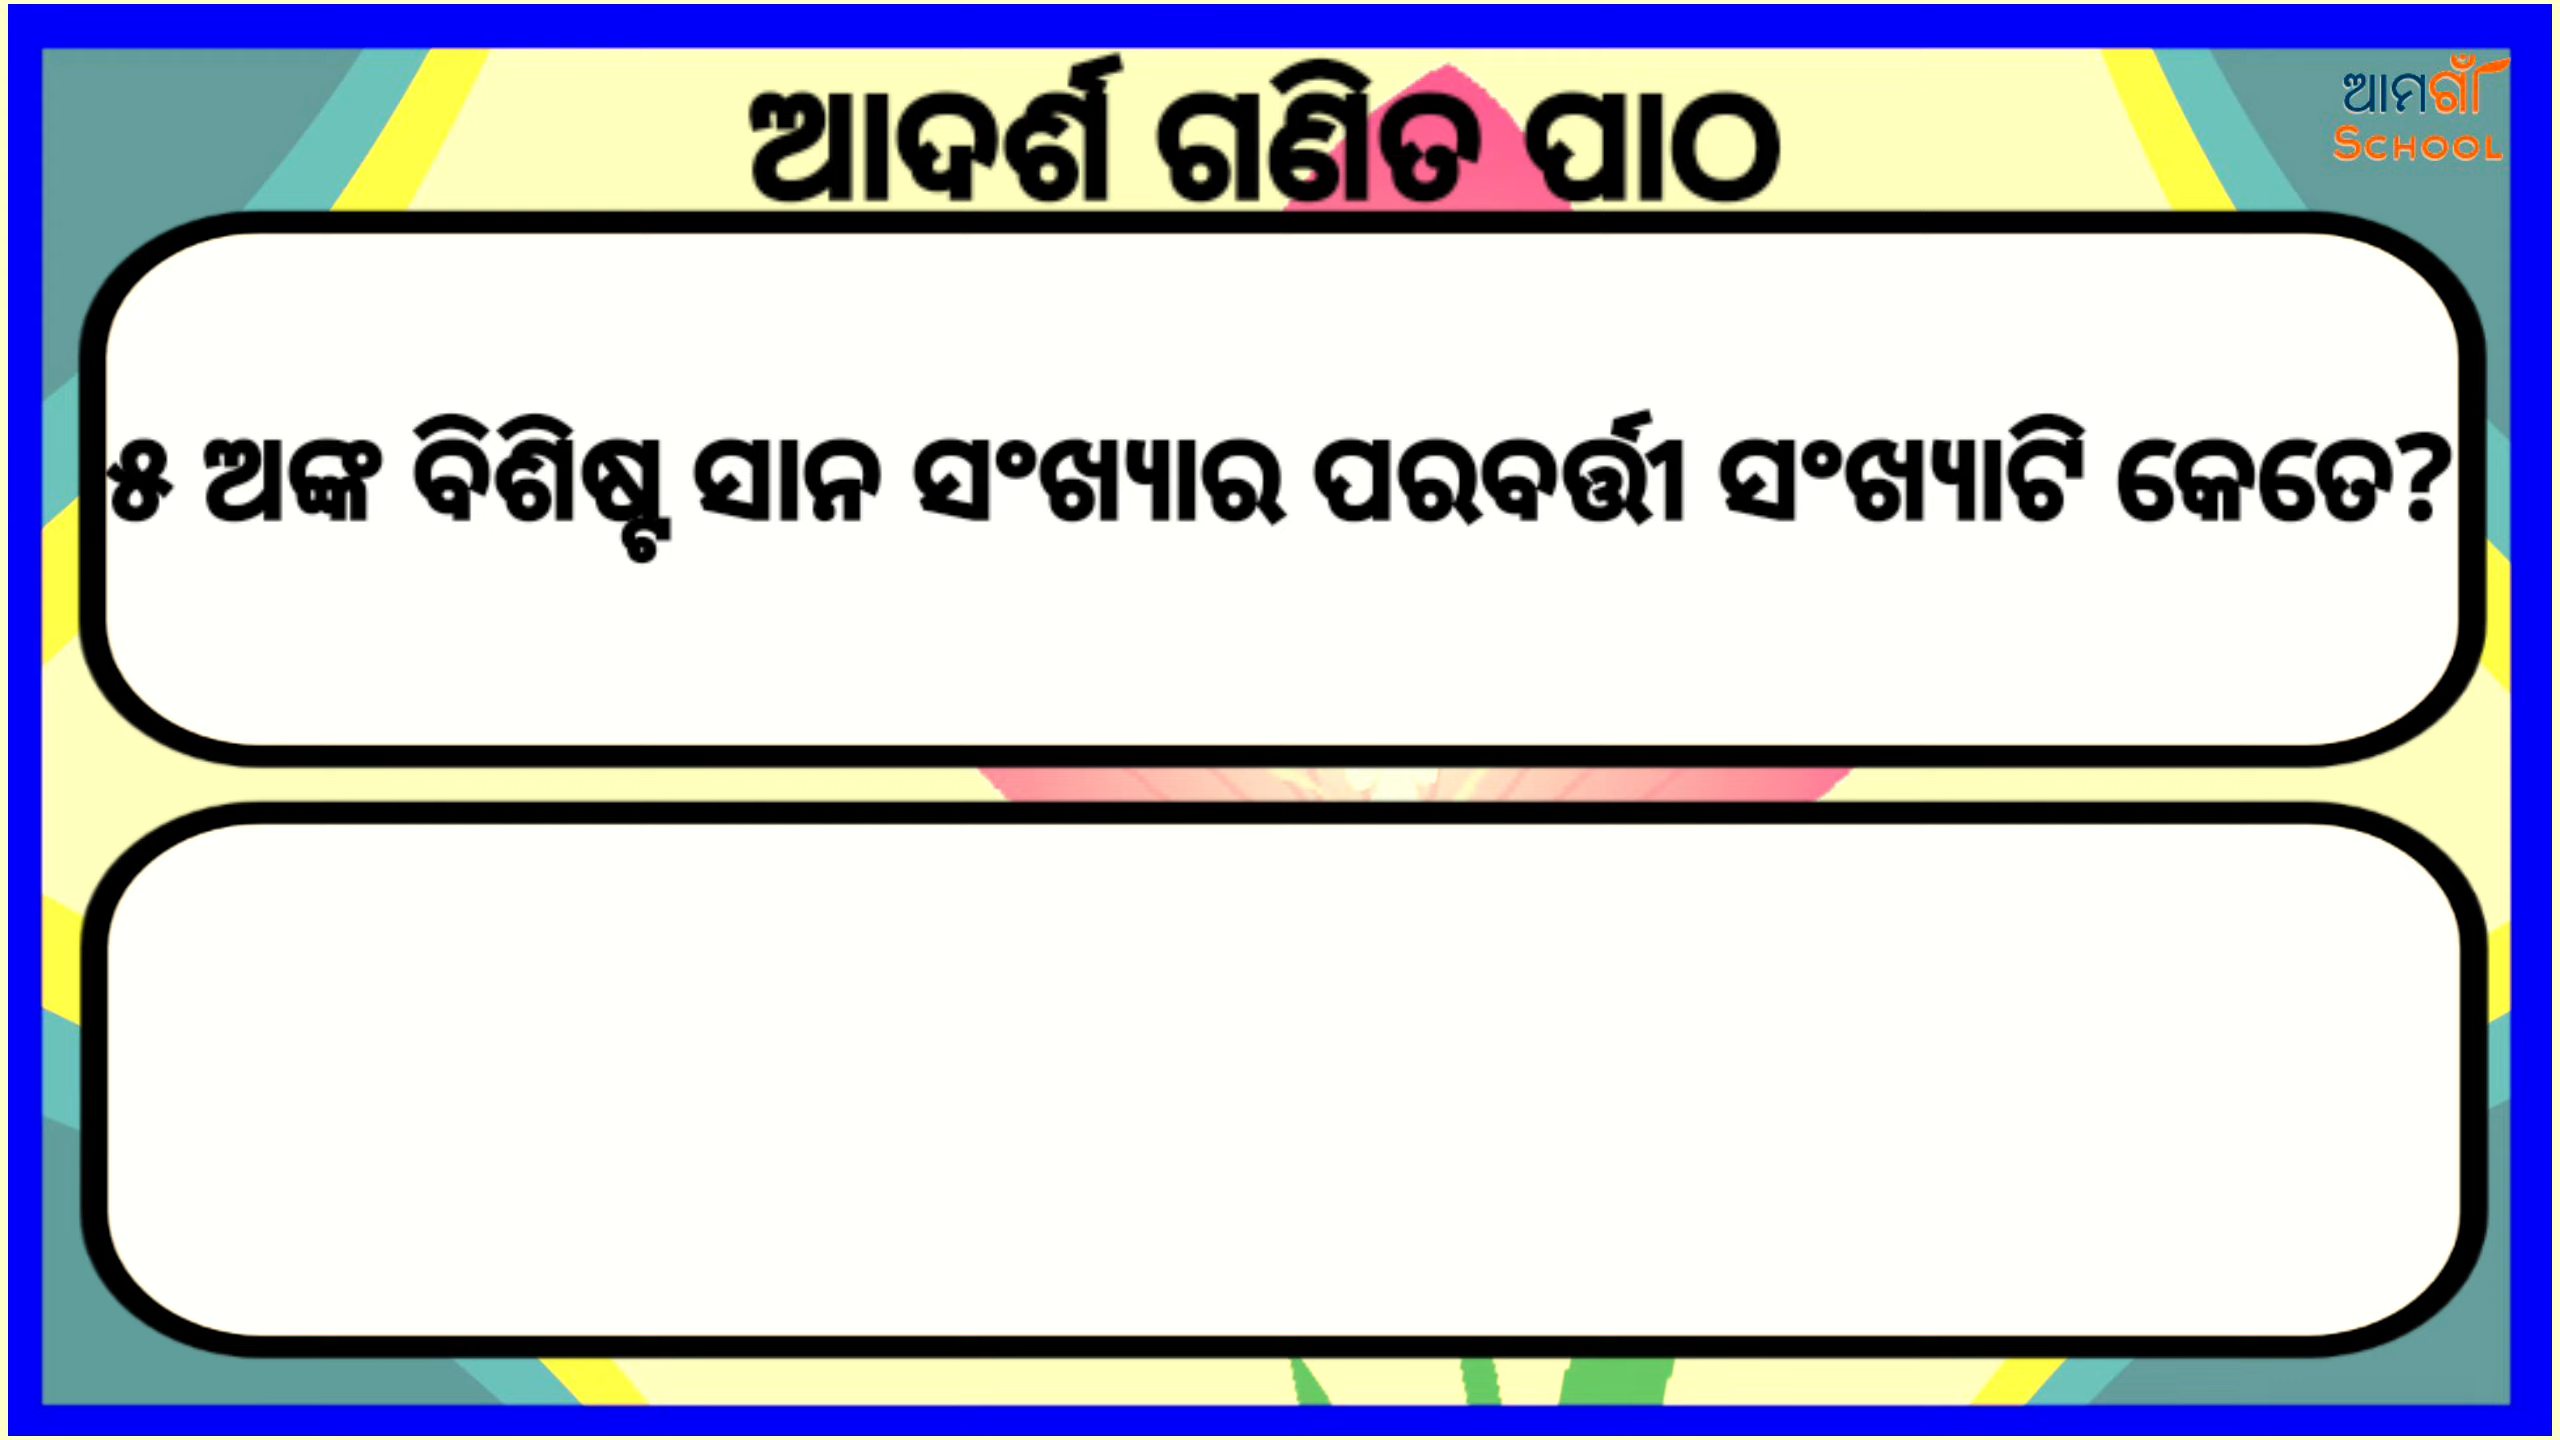 ଆଦର୍ଶ ଗଣିତ ପାଠ
ଆମଗାଁ
SCHOOL
୫ ଅଙ୍କ ବିଶିଷ୍ଟ ସାନ ସଂଖ୍ୟାର ପରବର୍ତ୍ତୀ ସଂଖ୍ୟାଟି କେତେ?